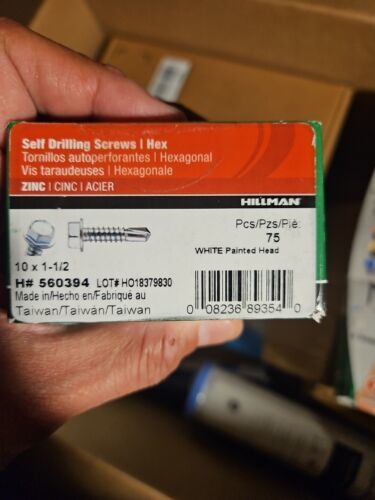 Self Drilling Screws | Hex
Tornillos autoperforantes | Hexagonal
Vis taraudeuses | Hexagonale
ZINC | CINC | ACIER
HILLMAN
Pcs/Pzs/Piè:
75
WHITE Painted Head
10 x 1-1/2
H# 560394 LOT# HO18379830
Made in/Hecho en/Fabriqué au
Taiwan/Taiwán/Taiwan
0 08236 89354 0